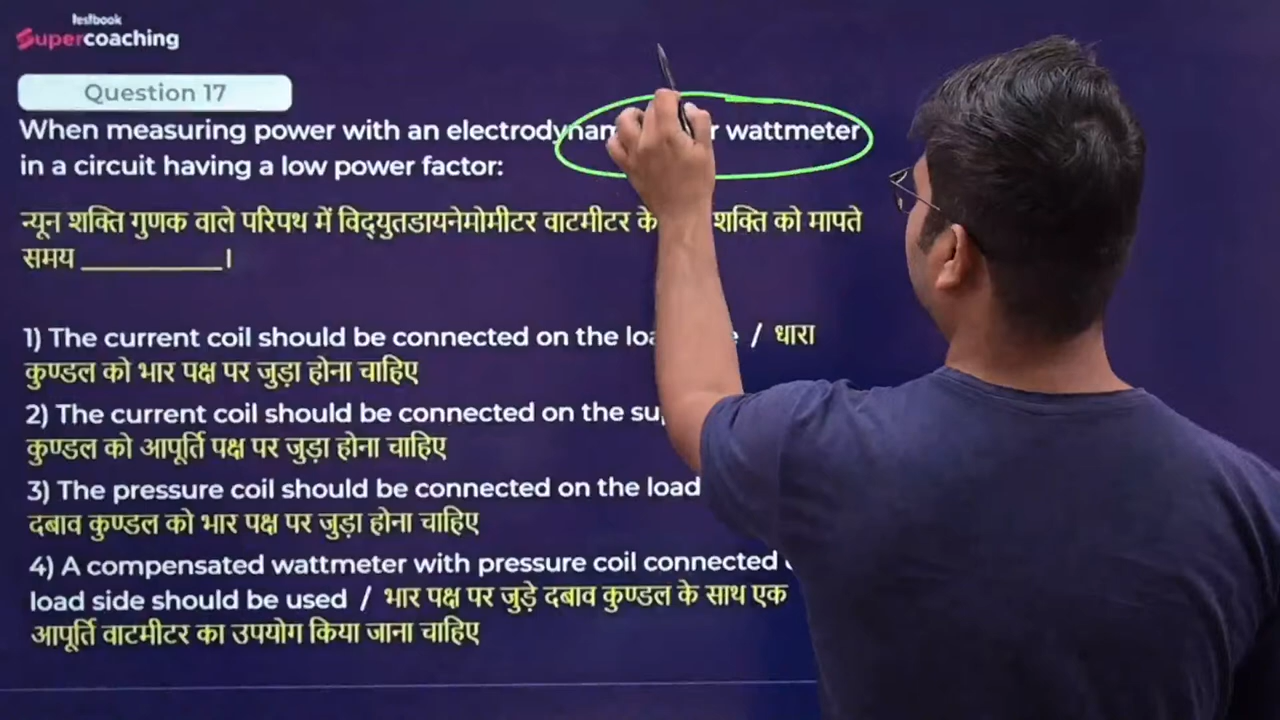 testbook
Supercoaching
Question 17
When measuring power with an wattmeter
in a circuit having a low power factor:
न्यून शक्ति गुणक वाले परिपथ में विद्युतडायनेमोमीटर वाटमीटर के शक्ति को मापते
समय __________।
1) The current coil should be connected on the / धारा
कुण्डल को भार पक्ष पर जुड़ा होना चाहिए
2) The current coil should be connected on the
कुण्डल को आपूर्ति पक्ष पर जुड़ा होना चाहिए
3) The pressure coil should be connected on the load
दबाव कुण्डल को भार पक्ष पर जुड़ा होना चाहिए
4) A compensated wattmeter with pressure coil connected
load side should be used / भार पक्ष पर जुड़े दबाव कुण्डल के साथ एक
आपूर्ति वाटमीटर का उपयोग किया जाना चाहिए